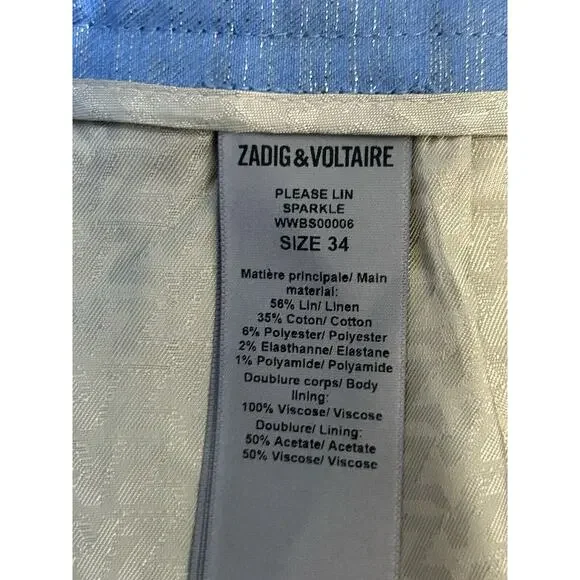 ZADIG & VOLTAIRE
PLEASE LIN
SPARKLE
WWBS00006
SIZE 34
Matière principale/ Main
material:
56% Lin/ Linen
35% Coton/ Cotton
6% Polyester/ Polyester
2% Elasthanne/ Elastane
1% Polyamide/ Polyamide
Doublure corps/ Body
lining:
100% Viscose/ Viscose
Doublure/ Lining:
50% Acetate/ Acetate
50% Viscose/ Viscose